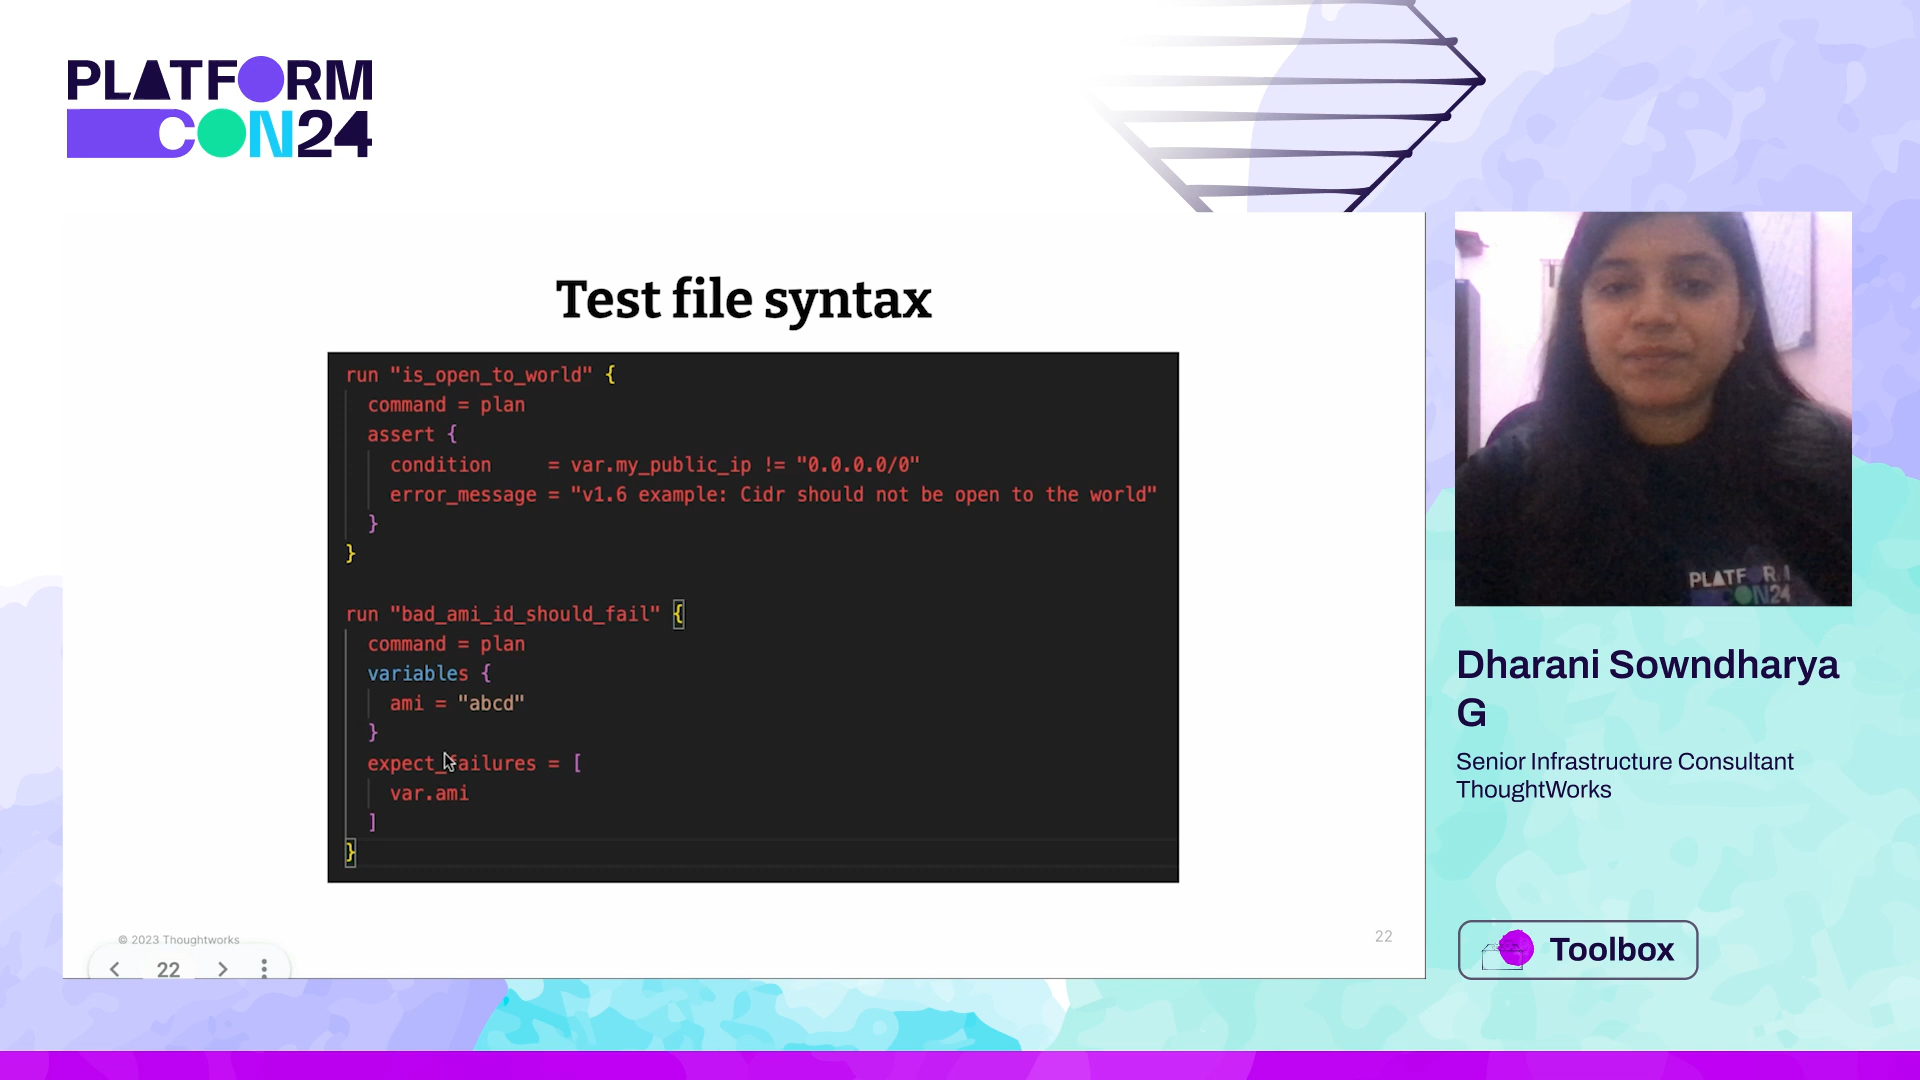 PLATFORM
CON24
Test file syntax
run "is_open_to_world" {
command = plan
assert {
condition     = var.my_public_ip != "0.0.0.0/0"
error_message = "v1.6 example: Cidr should not be open to the world"
}
}
run "bad_ami_id_should_fail" {
command = plan
variables {
ami = "abcd"
}
expect_failures = [
var.ami
]
}
© 2023 Thoughtworks
22
22
PLATF R
N24
Dharani Sowndharya
G
Senior Infrastructure Consultant
ThoughtWorks
Toolbox